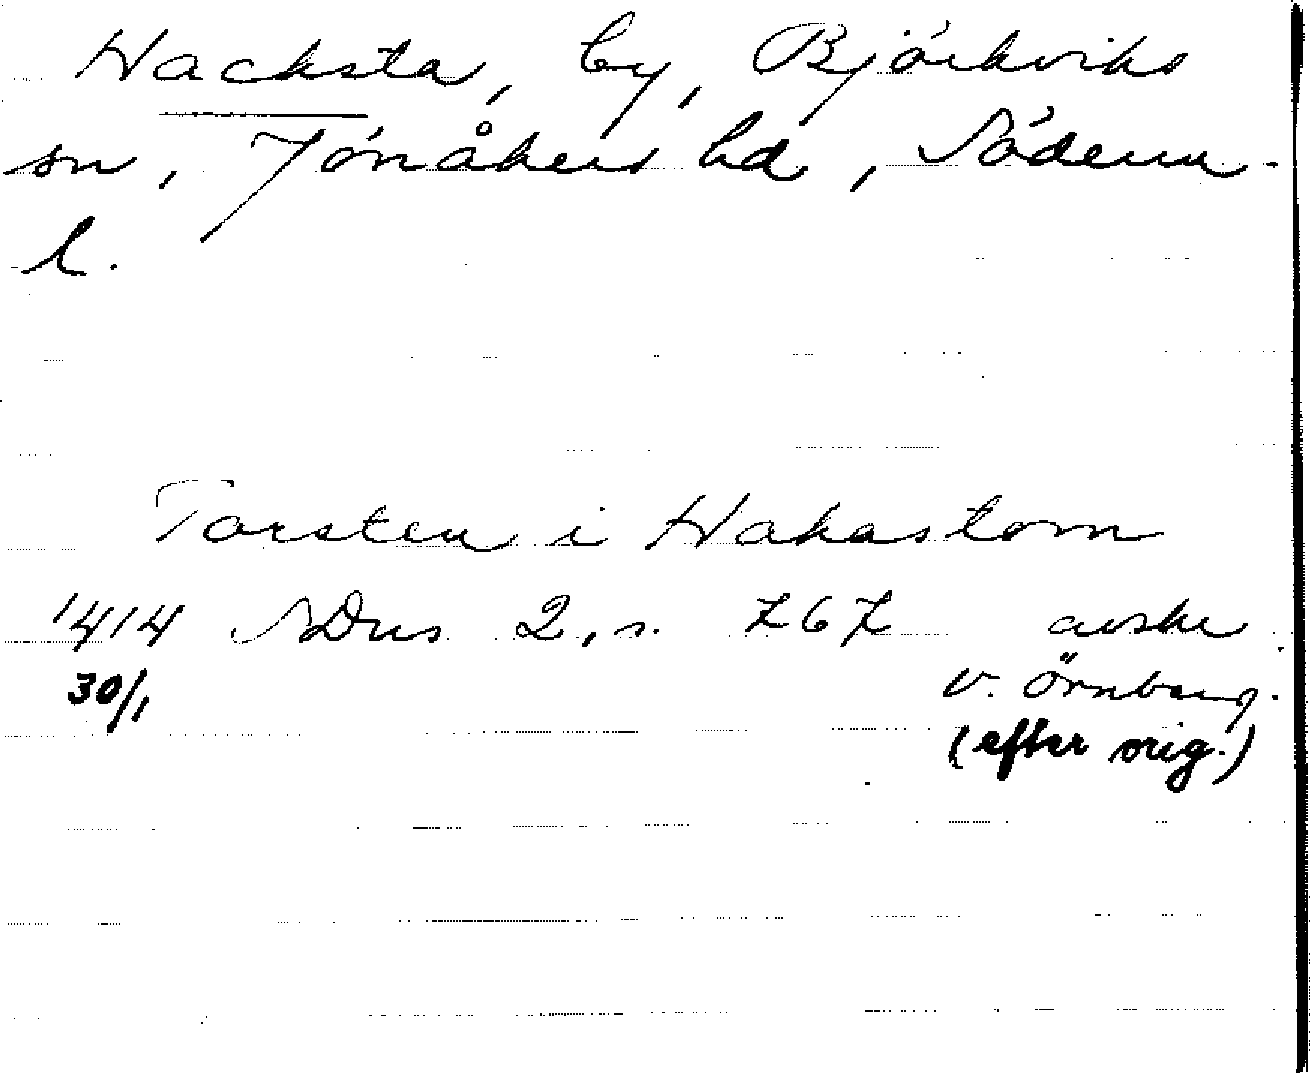 Hacksta, by, Björkviks
sn, Jönåkers hd, Söderm-
l.
Torsten i Hakastom
1414 SDns 2, s. 767 avskr
30/1 v. Örnberg.
(efter orig.)